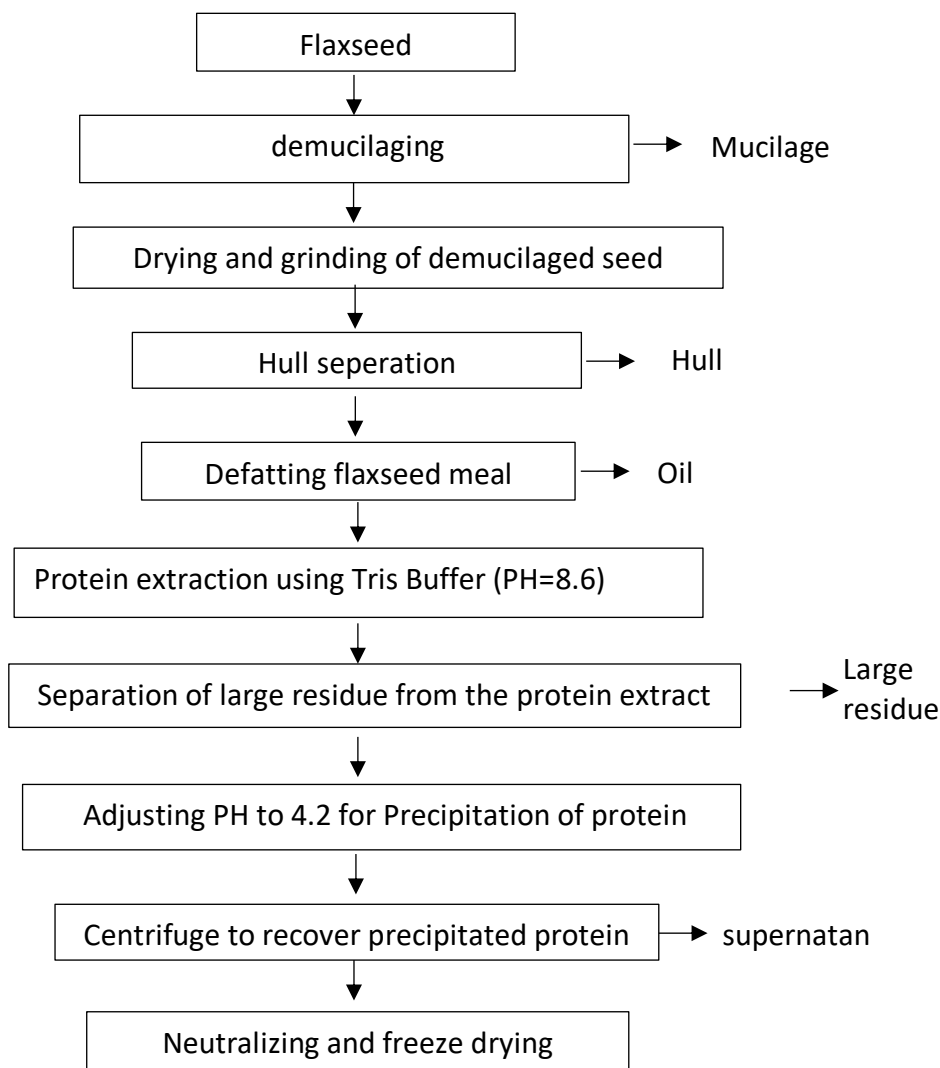 Flaxseed
demucilaging
Mucilage
Drying and grinding of demucilaged seed
Hull seperation
Hull
Defatting flaxseed meal
Oil
Protein extraction using Tris Buffer (PH=8.6)
Separation of large residue from the protein extract
Large
residue
Adjusting PH to 4.2 for Precipitation of protein
Centrifuge to recover precipitated protein
supernatan
Neutralizing and freeze drying